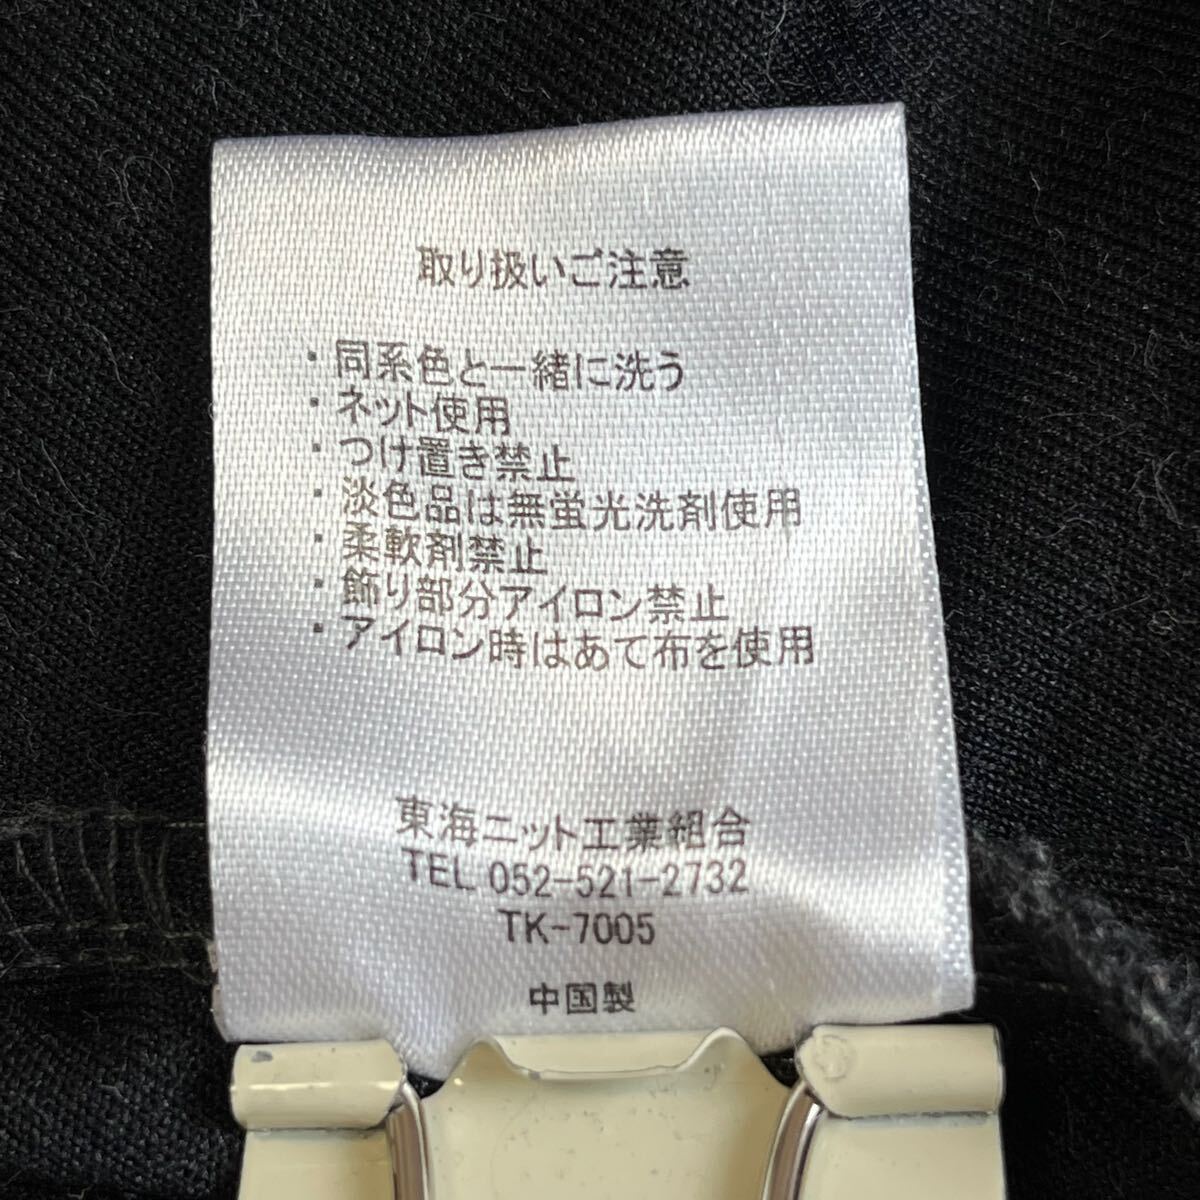 取り扱いご注意
・同系色と一緒に洗う
・ネット使用
・つけ置き禁止
・淡色品は無蛍光洗剤使用
・柔軟剤禁止
・飾り部分アイロン禁止
・アイロン時はあて布を使用
東海ニット工業組合
TEL 052-521-2732
TK-7005
中国製